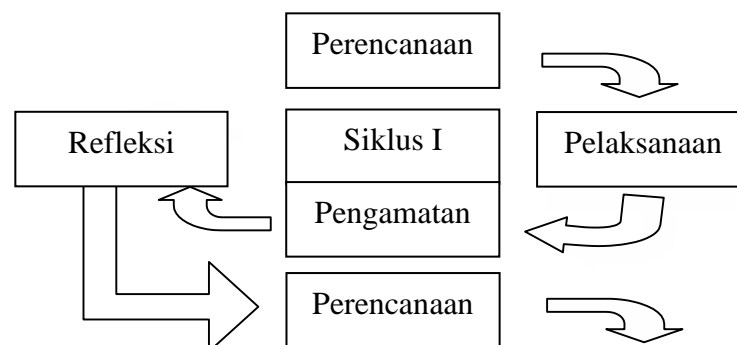 Perencanaan
Refleksi
Siklus I
Pelaksanaan
Pengamatan
Perencanaan